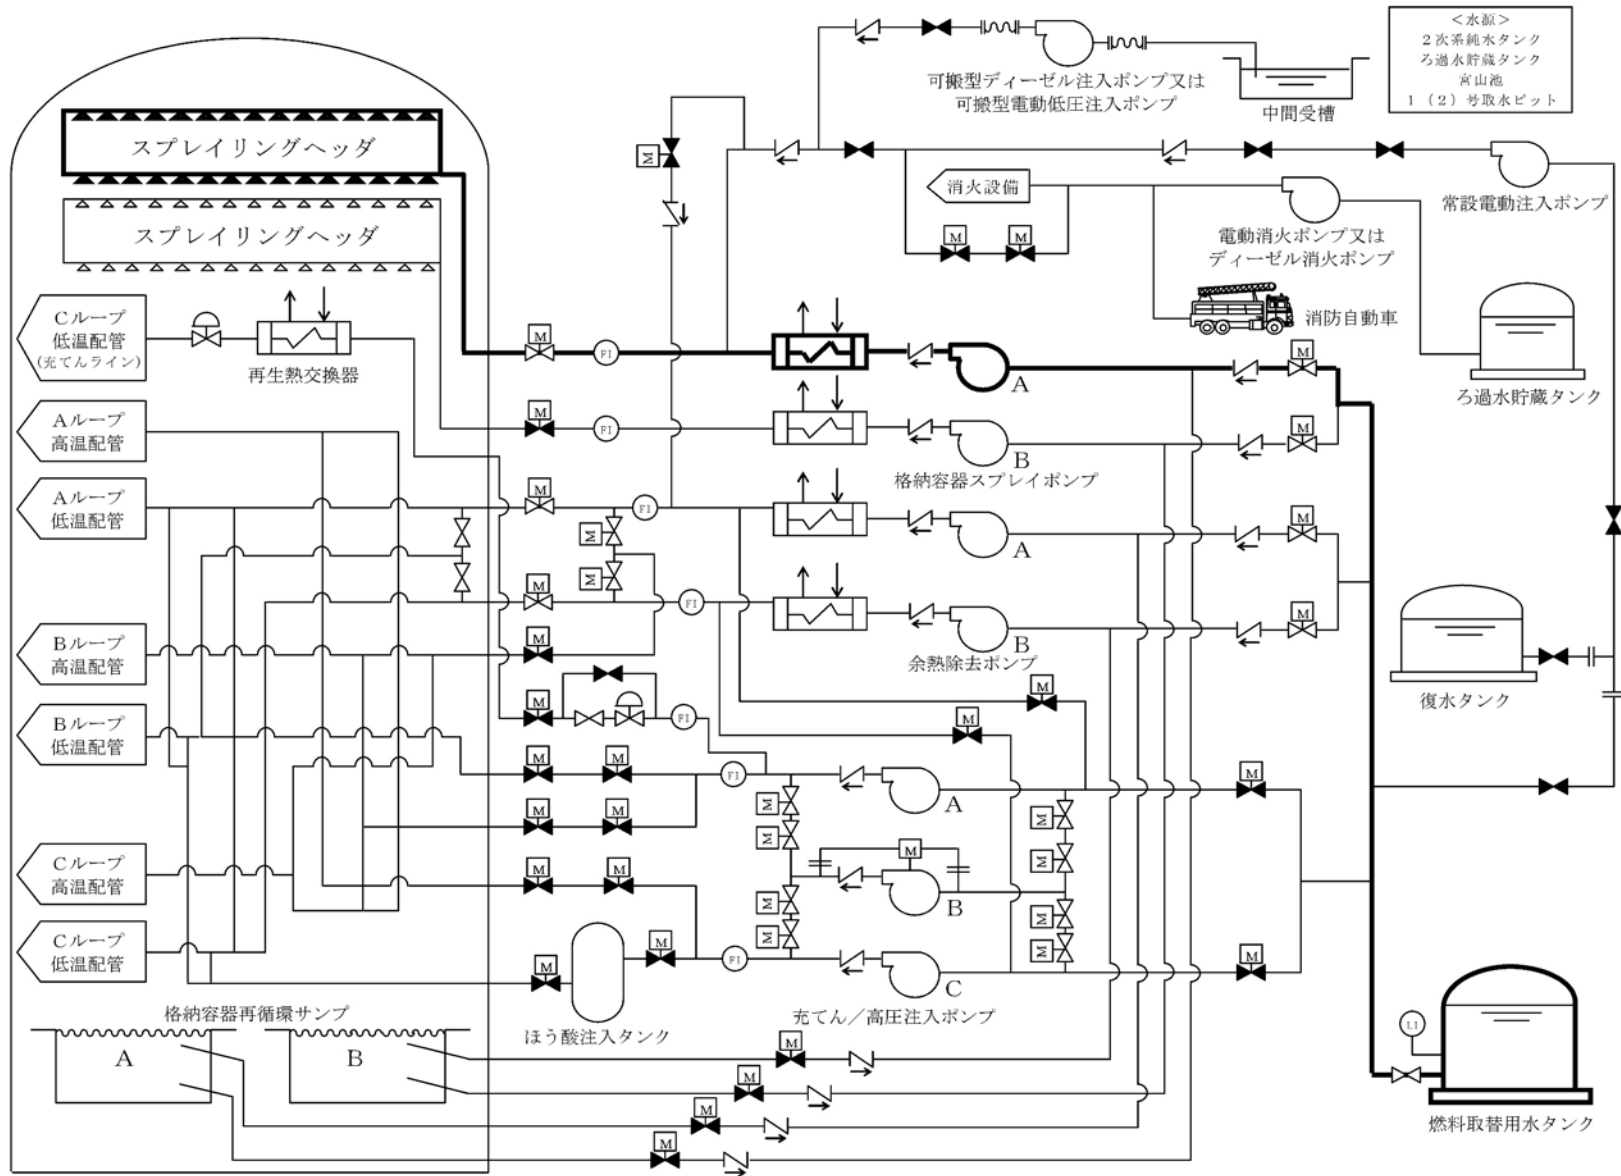 <水源>
2次系純水タンク
ろ過水貯蔵タンク
宮山池
1(2)号取水ピット
可搬型ディーゼル注入ポンプ又は
可搬型電動低圧注入ポンプ
中間受槽
スプレイリングヘッダ
スプレイリングヘッダ
M
消火設備
常設電動注入ポンプ
M
M
電動消火ポンプ又は
ディーゼル消火ポンプ
消防自動車
ろ過水貯蔵タンク
Cループ
低温配管
(充てんライン)
再生熱交換器
M
FI
A
M
Aループ
高温配管
M
FI
B
M
格納容器スプレイポンプ
Aループ
低温配管
M
FI
M
M
A
M
M
FI
B
M
余熱除去ポンプ
Bループ
高温配管
M
復水タンク
Bループ
低温配管
M
FI
M
M
M
M
FI
A
M
M
M
M
M
M
M
M
B
M
M
M
M
Cループ
高温配管
M
M
Cループ
低温配管
M
M
FI
C
M
格納容器再循環サンプ
ほう酸注入タンク
充てん/高圧注入ポンプ
A
B
M
M
M
M
LI
燃料取替用水タンク